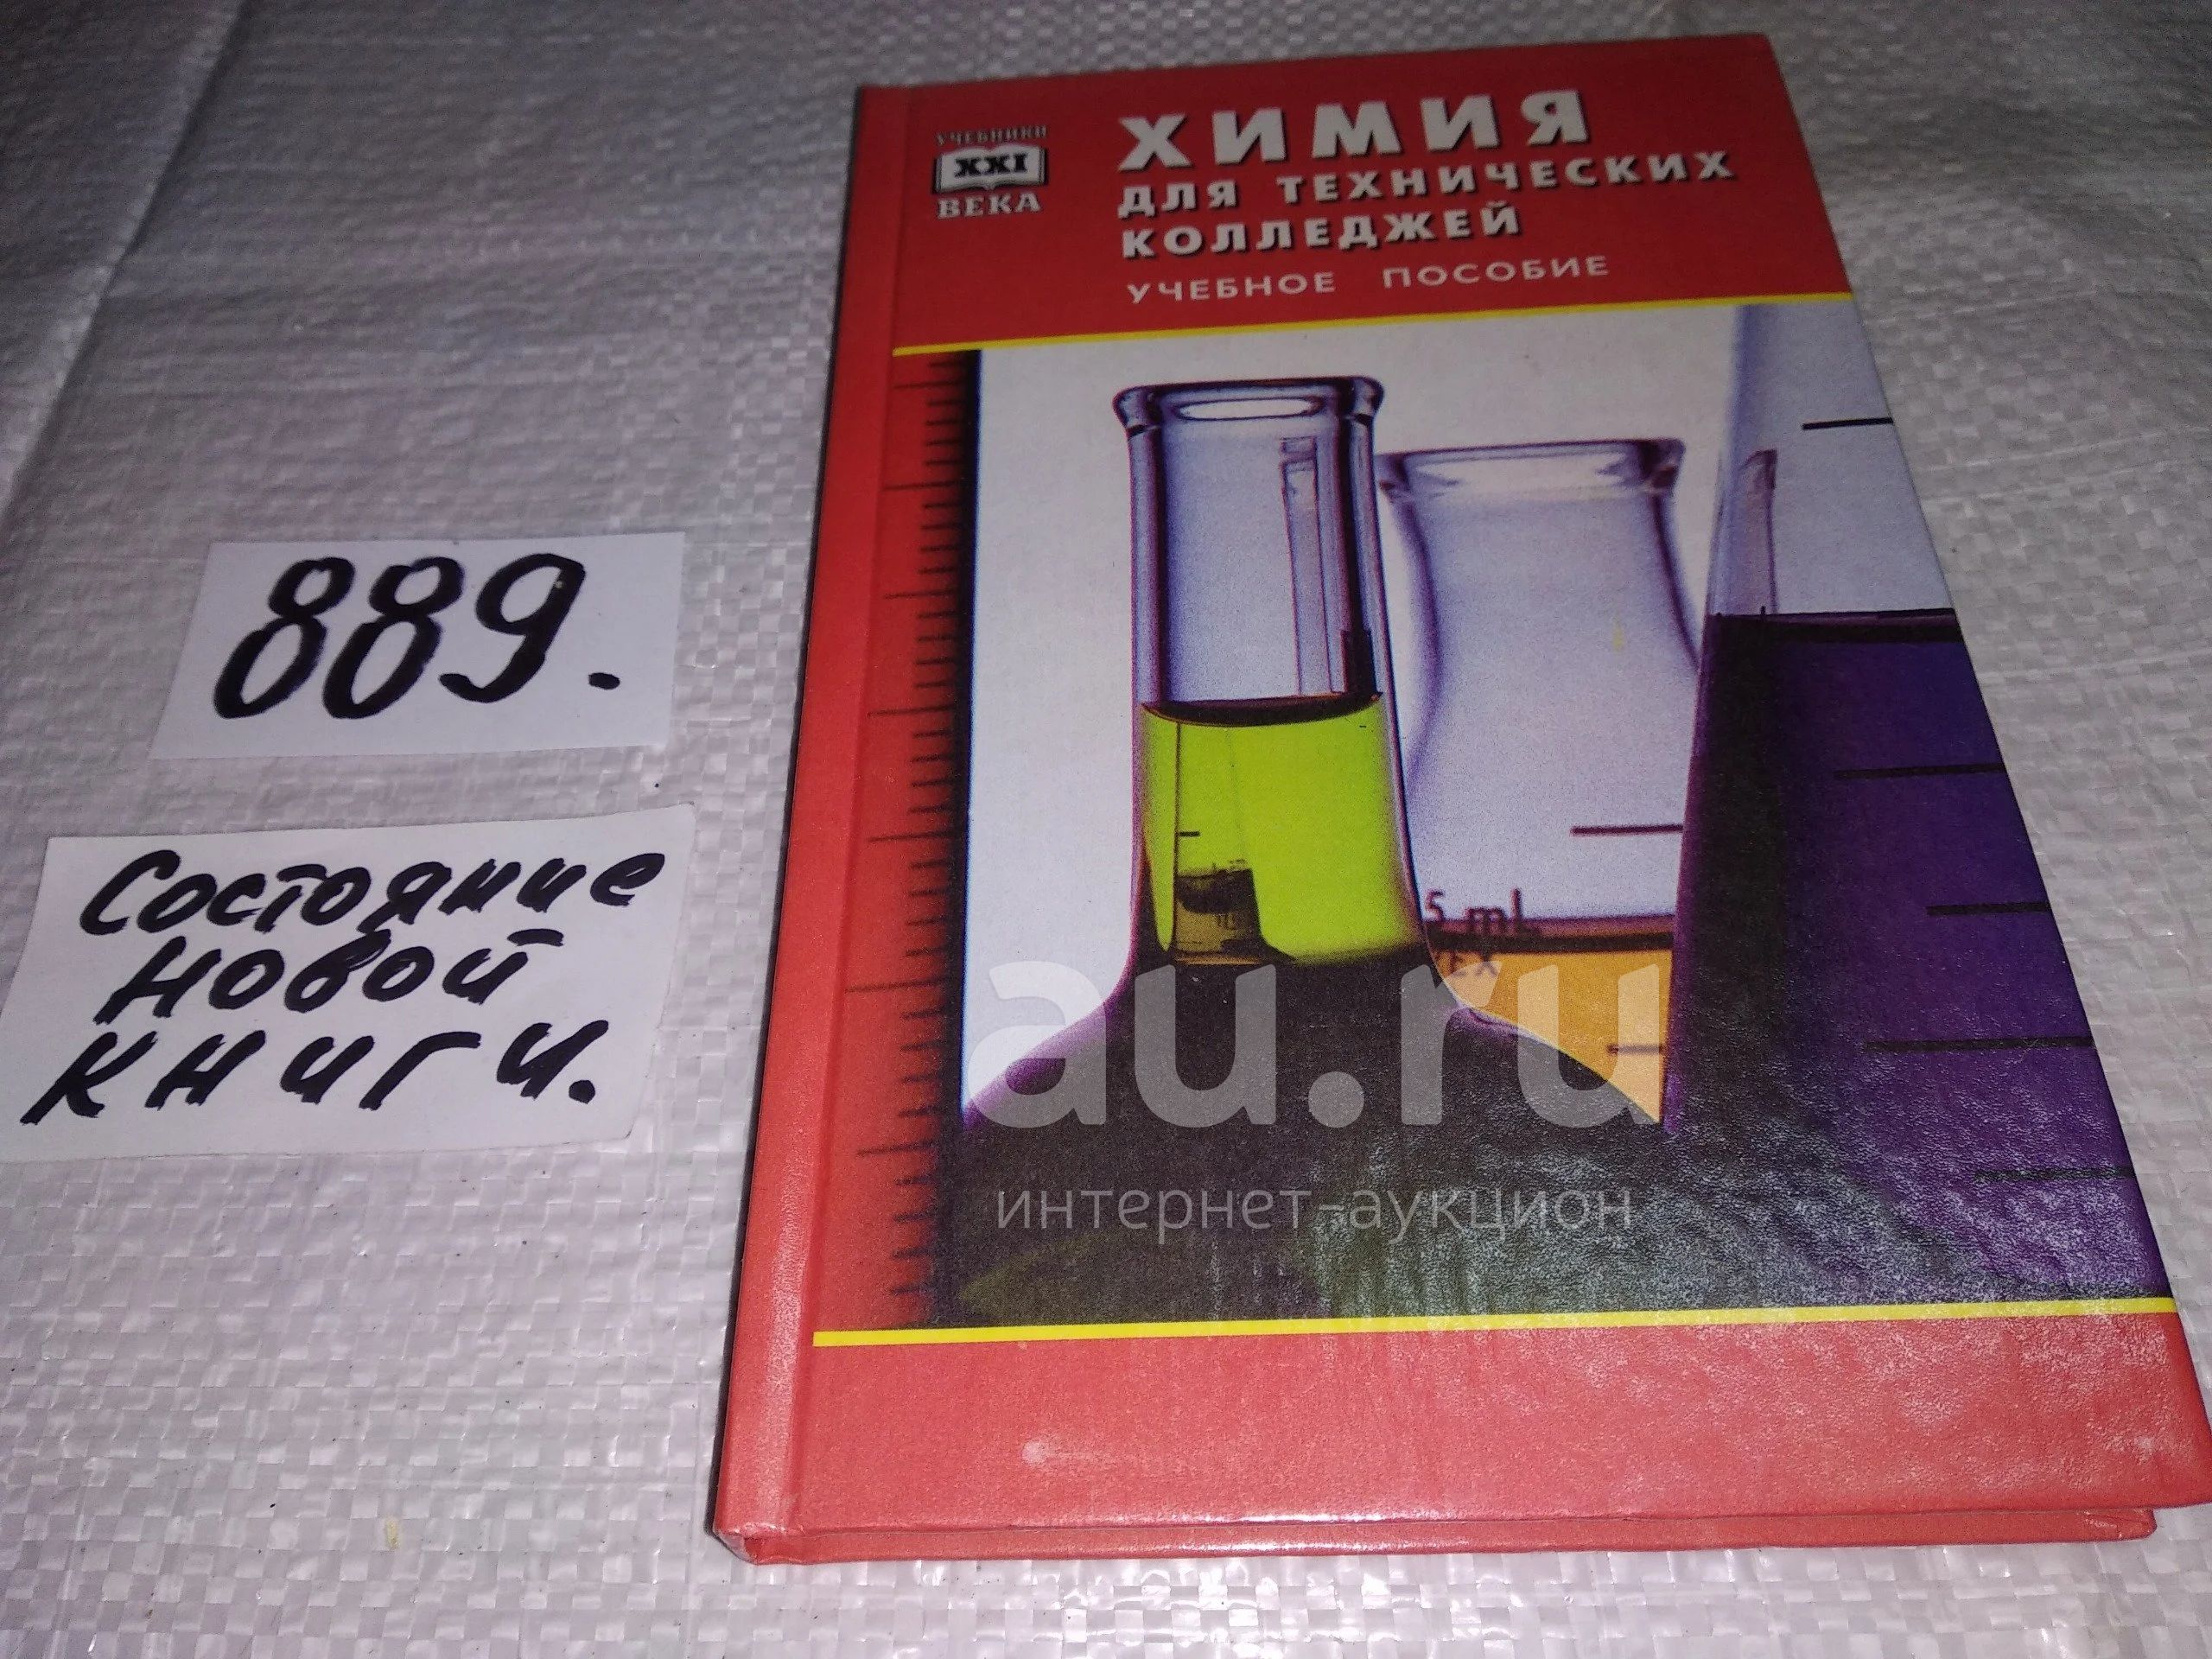 УЧЕБНИКИ
XXI
ВЕКА
ХИМИЯ
ДЛЯ ТЕХНИЧЕСКИХ
КОЛЛЕДЖЕЙ
УЧЕБНОЕ ПОСОБИЕ
889.
Состояние
новой
книги.
5 mL
EX
au.ru
интернет-аукцион